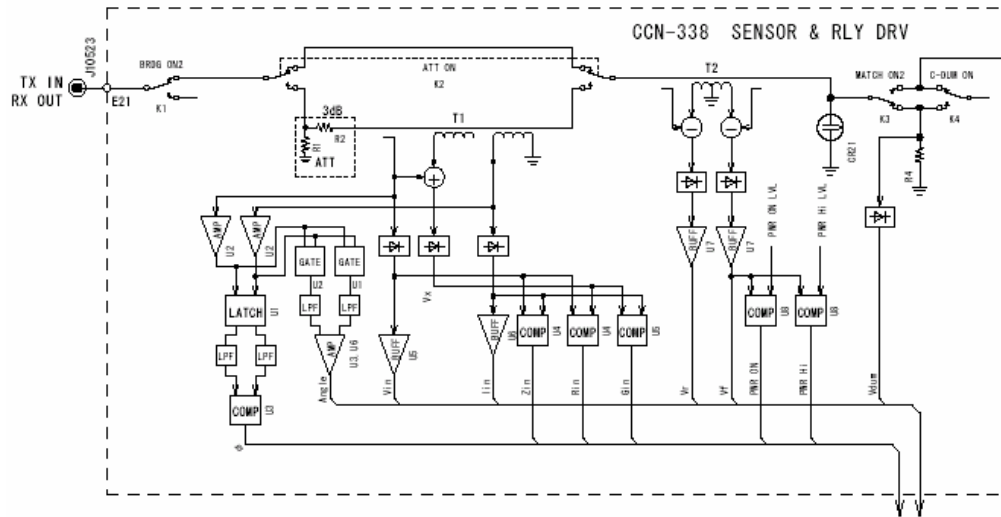 CCN-338 SENSOR & RLY DRV
J10523
TX IN
RX OUT
E21
BRDG ON2
K1
ATT ON
K2
T2
MATCH ON2
C-DUM ON
K3
K4
3dB
R2
R1
ATT
T1
CR21
R4
AMP
U2
AMP
U2
GATE
U2
GATE
U1
BUFF
U7
BUFF
U7
PWR ON LVL
PWR Hi LVL
LATCH
U1
LPF
LPF
Vx
LPF
LPF
AMP
U3,U6
BUFF
U5
BUFF
U6
COMP
U4
COMP
U4
COMP
U5
COMP
U8
COMP
U8
COMP
U3
Angle
Vin
Iin
Zin
Rin
Gin
Vr
Vf
PWR ON
PWR Hi
Vdum